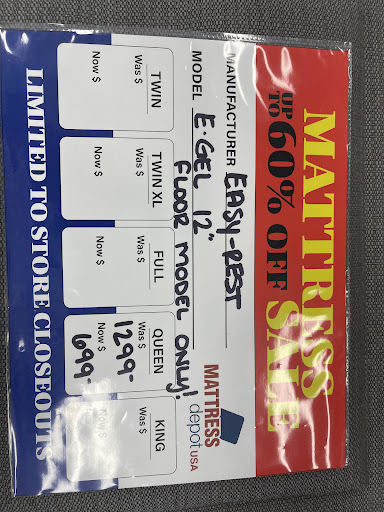 MATTRESS SALE
UP TO 60% OFF
MANUFACTURER EASY-REST
MODEL E-GEL 12"
FLOOR MODEL ONLY!
MATTRESS
depot USA
TWIN
Was $
Now $
TWIN XL
Was $
Now $
FULL
Was $
Now $
QUEEN
Was $ 1299-
Now $ 699-
KING
Was $
Now $
LIMITED TO STORE CLOSEOUTS